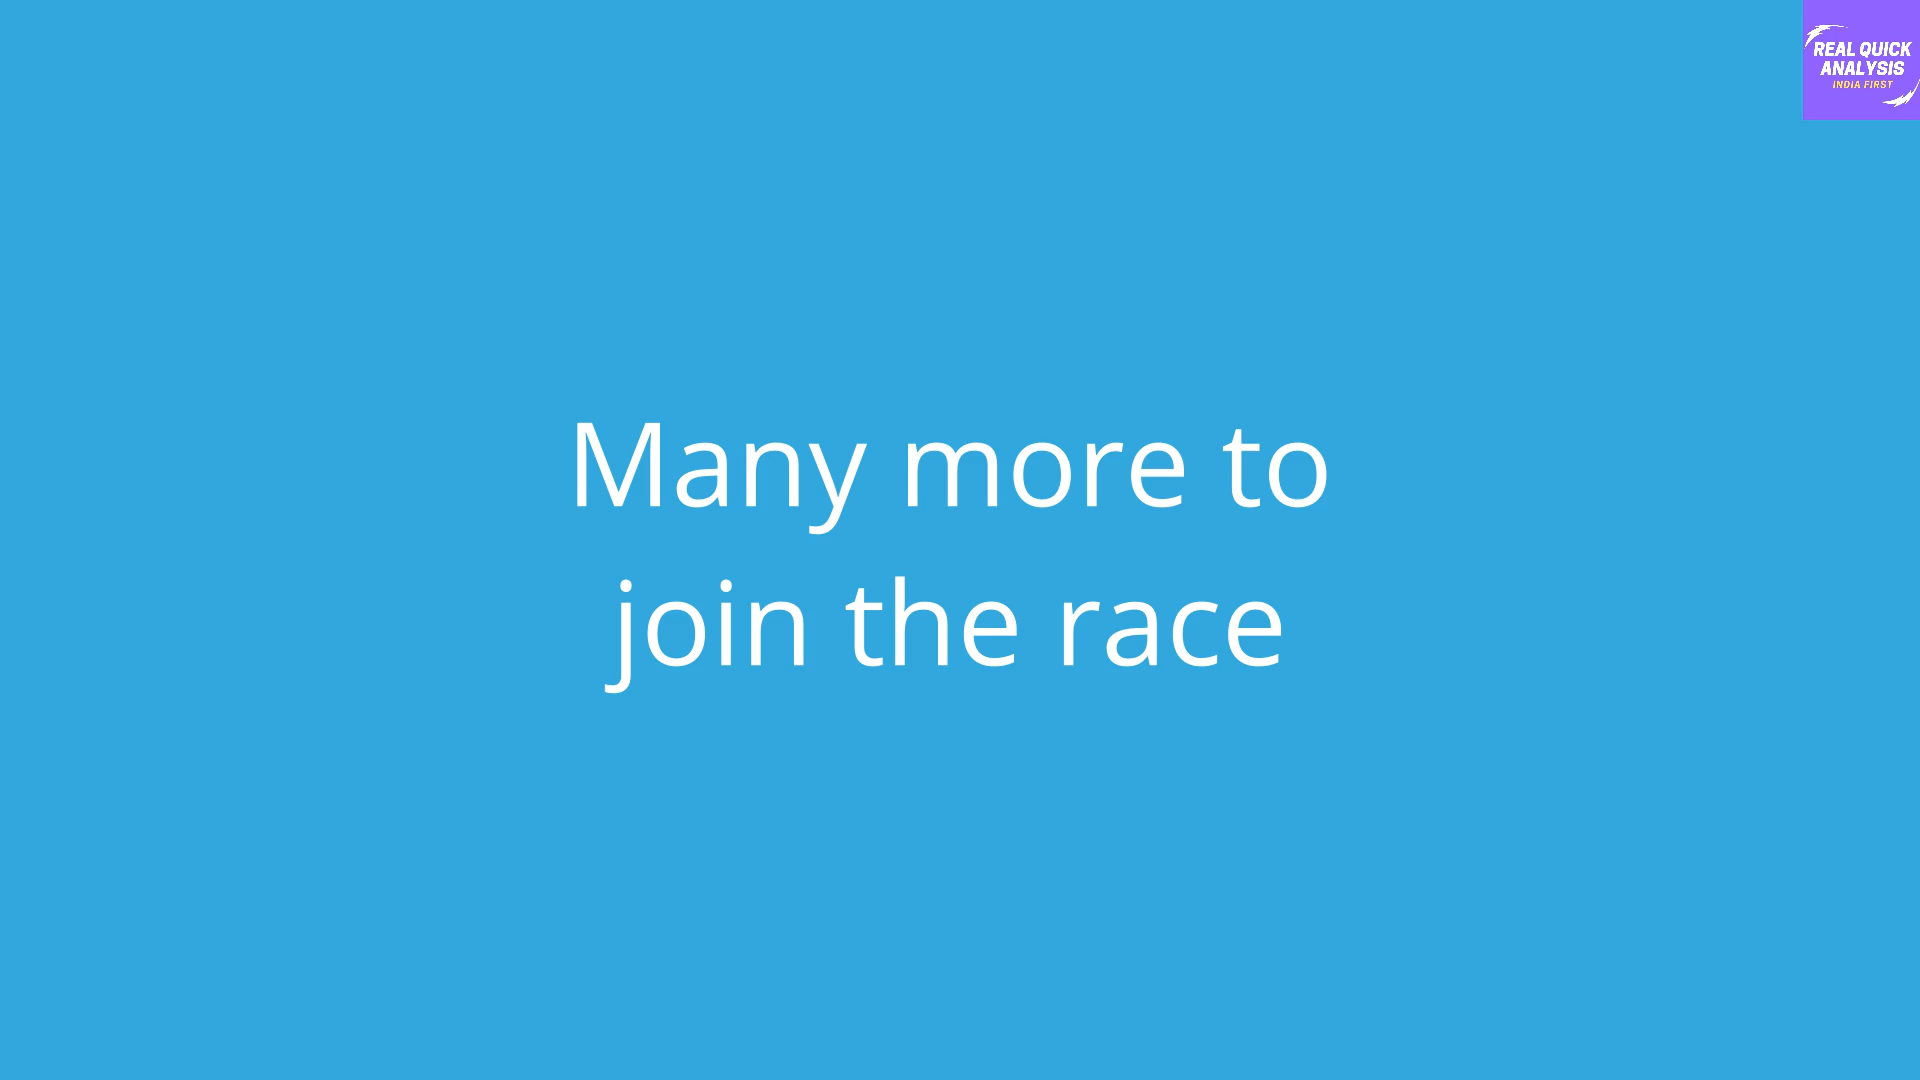 REAL QUICK
ANALYSIS
INDIA FIRST
Many more to
join the race